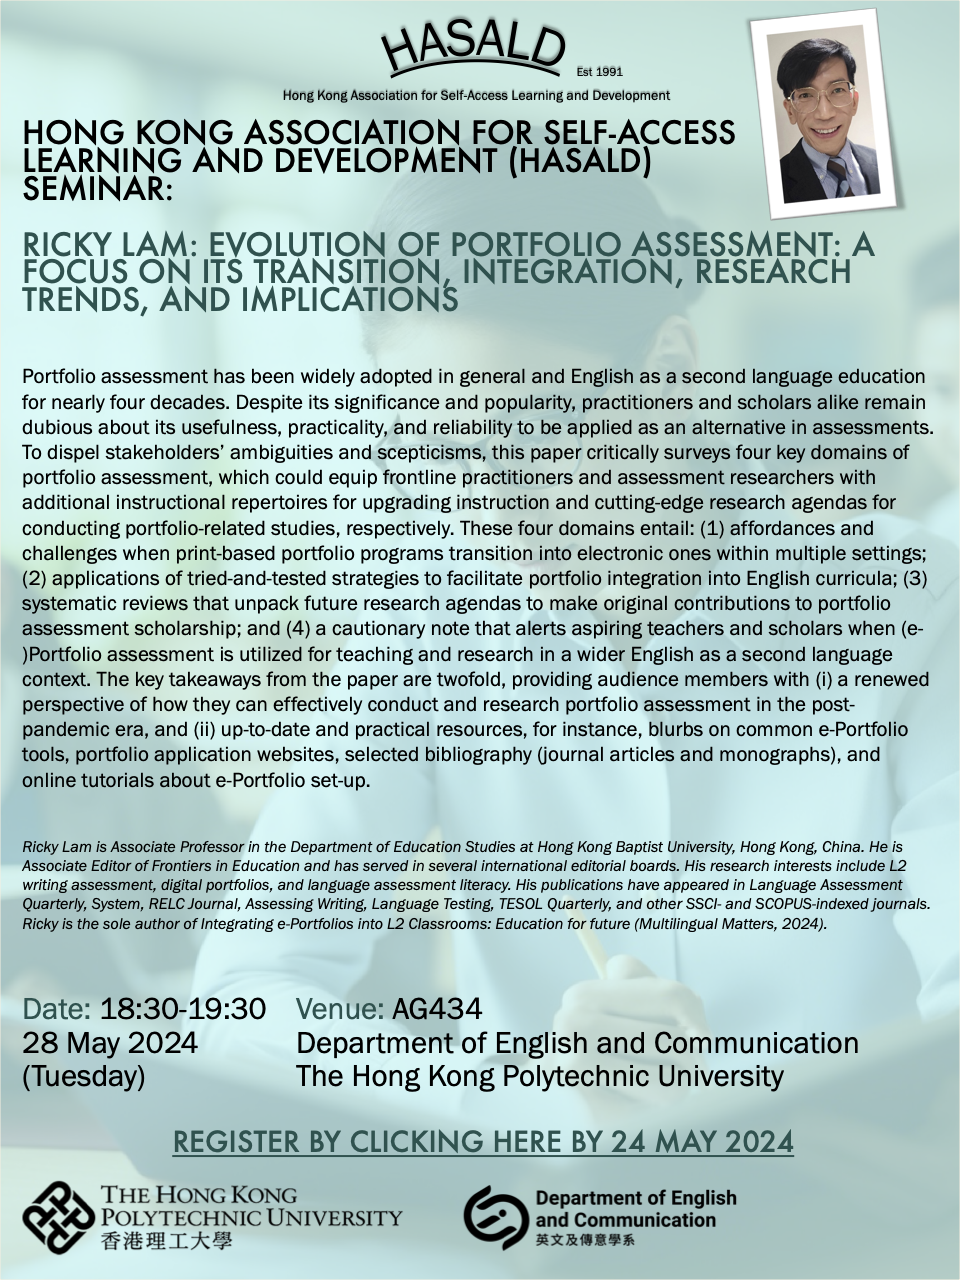 HASALD
Est 1991
Hong Kong Association for Self-Access Learning and Development
HONG KONG ASSOCIATION FOR SELF-ACCESS
LEARNING AND DEVELOPMENT (HASALD)
SEMINAR:
RICKY LAM: EVOLUTION OF PORTFOLIO ASSESSMENT: A
FOCUS ON ITS TRANSITION, INTEGRATION, RESEARCH
TRENDS, AND IMPLICATIONS
Portfolio assessment has been widely adopted in general and English as a second language education
for nearly four decades. Despite its significance and popularity, practitioners and scholars alike remain
dubious about its usefulness, practicality, and reliability to be applied as an alternative in assessments.
To dispel stakeholders’ ambiguities and scepticisms, this paper critically surveys four key domains of
portfolio assessment, which could equip frontline practitioners and assessment researchers with
additional instructional repertoires for upgrading instruction and cutting-edge research agendas for
conducting portfolio-related studies, respectively. These four domains entail: (1) affordances and
challenges when print-based portfolio programs transition into electronic ones within multiple settings;
(2) applications of tried-and-tested strategies to facilitate portfolio integration into English curricula; (3)
systematic reviews that unpack future research agendas to make original contributions to portfolio
assessment scholarship; and (4) a cautionary note that alerts aspiring teachers and scholars when (e-
)Portfolio assessment is utilized for teaching and research in a wider English as a second language
context. The key takeaways from the paper are twofold, providing audience members with (i) a renewed
perspective of how they can effectively conduct and research portfolio assessment in the post-
pandemic era, and (ii) up-to-date and practical resources, for instance, blurbs on common e-Portfolio
tools, portfolio application websites, selected bibliography (journal articles and monographs), and
online tutorials about e-Portfolio set-up.
Ricky Lam is Associate Professor in the Department of Education Studies at Hong Kong Baptist University, Hong Kong, China. He is
Associate Editor of Frontiers in Education and has served in several international editorial boards. His research interests include L2
writing assessment, digital portfolios, and language assessment literacy. His publications have appeared in Language Assessment
Quarterly, System, RELC Journal, Assessing Writing, Language Testing, TESOL Quarterly, and other SSCI- and SCOPUS-indexed journals.
Ricky is the sole author of Integrating e-Portfolios into L2 Classrooms: Education for future (Multilingual Matters, 2024).
Date: 18:30-19:30
28 May 2024
(Tuesday)
Venue: AG434
Department of English and Communication
The Hong Kong Polytechnic University
REGISTER BY CLICKING HERE BY 24 MAY 2024
THE HONG KONG
POLYTECHNIC UNIVERSITY
香港理工大學
Department of English
and Communication
英文及傳意學系